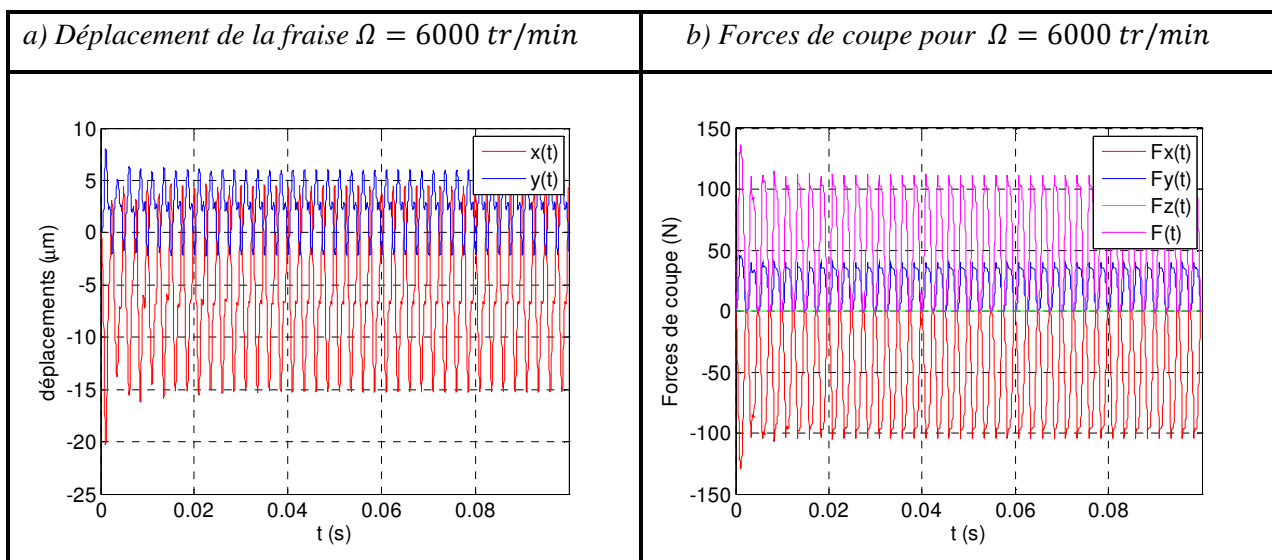 a) Déplacement de la fraise Ω = 6000 tr/min
b) Forces de coupe pour Ω = 6000 tr/min
10
5
0
-5
-10
-15
-20
-25
déplacements (μm)
x(t)
y(t)
0
0.02
0.04
0.06
0.08
t (s)
150
100
50
0
-50
-100
-150
Forces de coupe (N)
Fx(t)
Fy(t)
Fz(t)
F(t)
0
0.02
0.04
0.06
0.08
t (s)